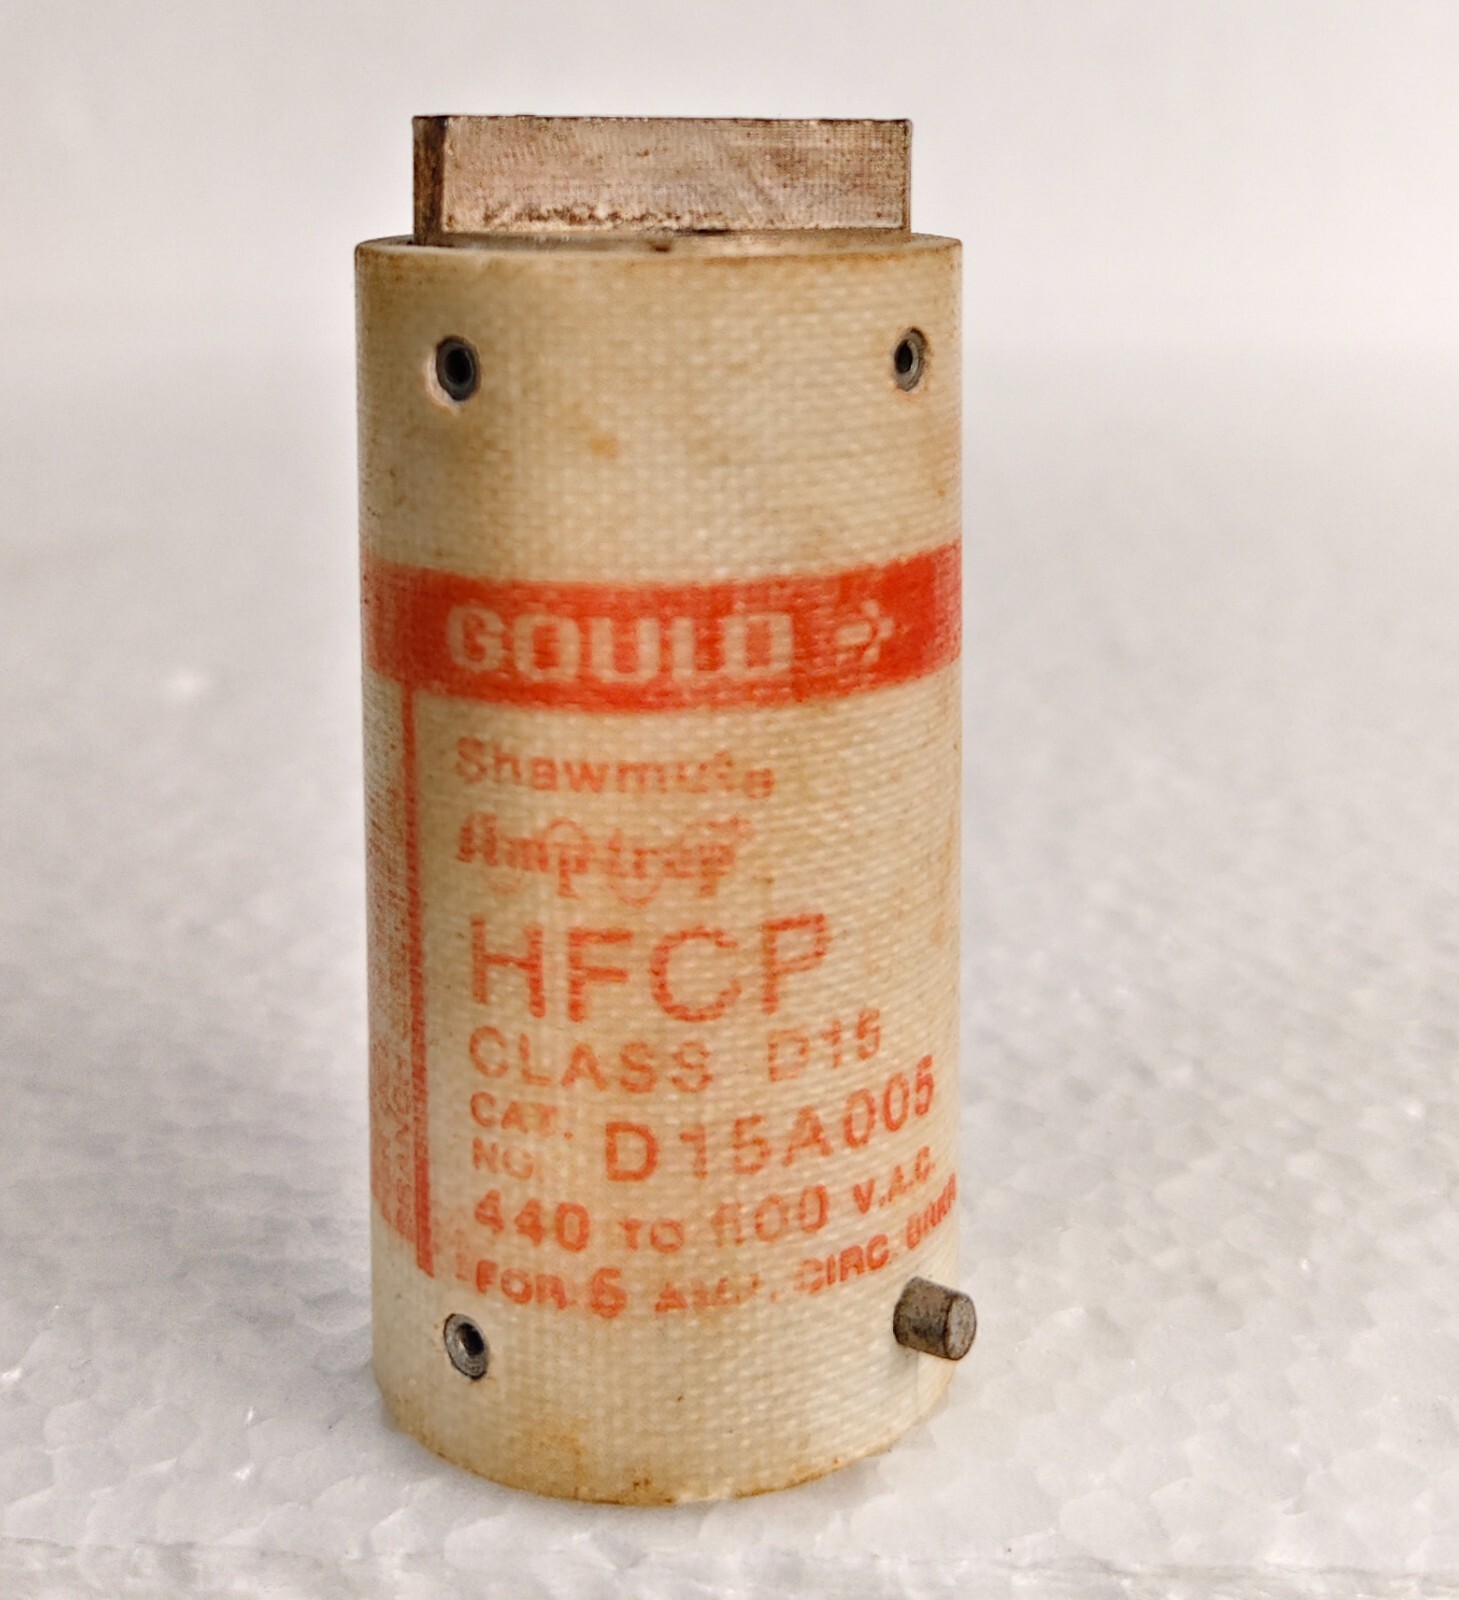 GOULD
Shawmut®
Amp-trap®
HFCP
CLASS D15
CAT. NO. D15A005
440 TO 600 V.A.C.
FOR 5 AMP. CIRC. BRKR